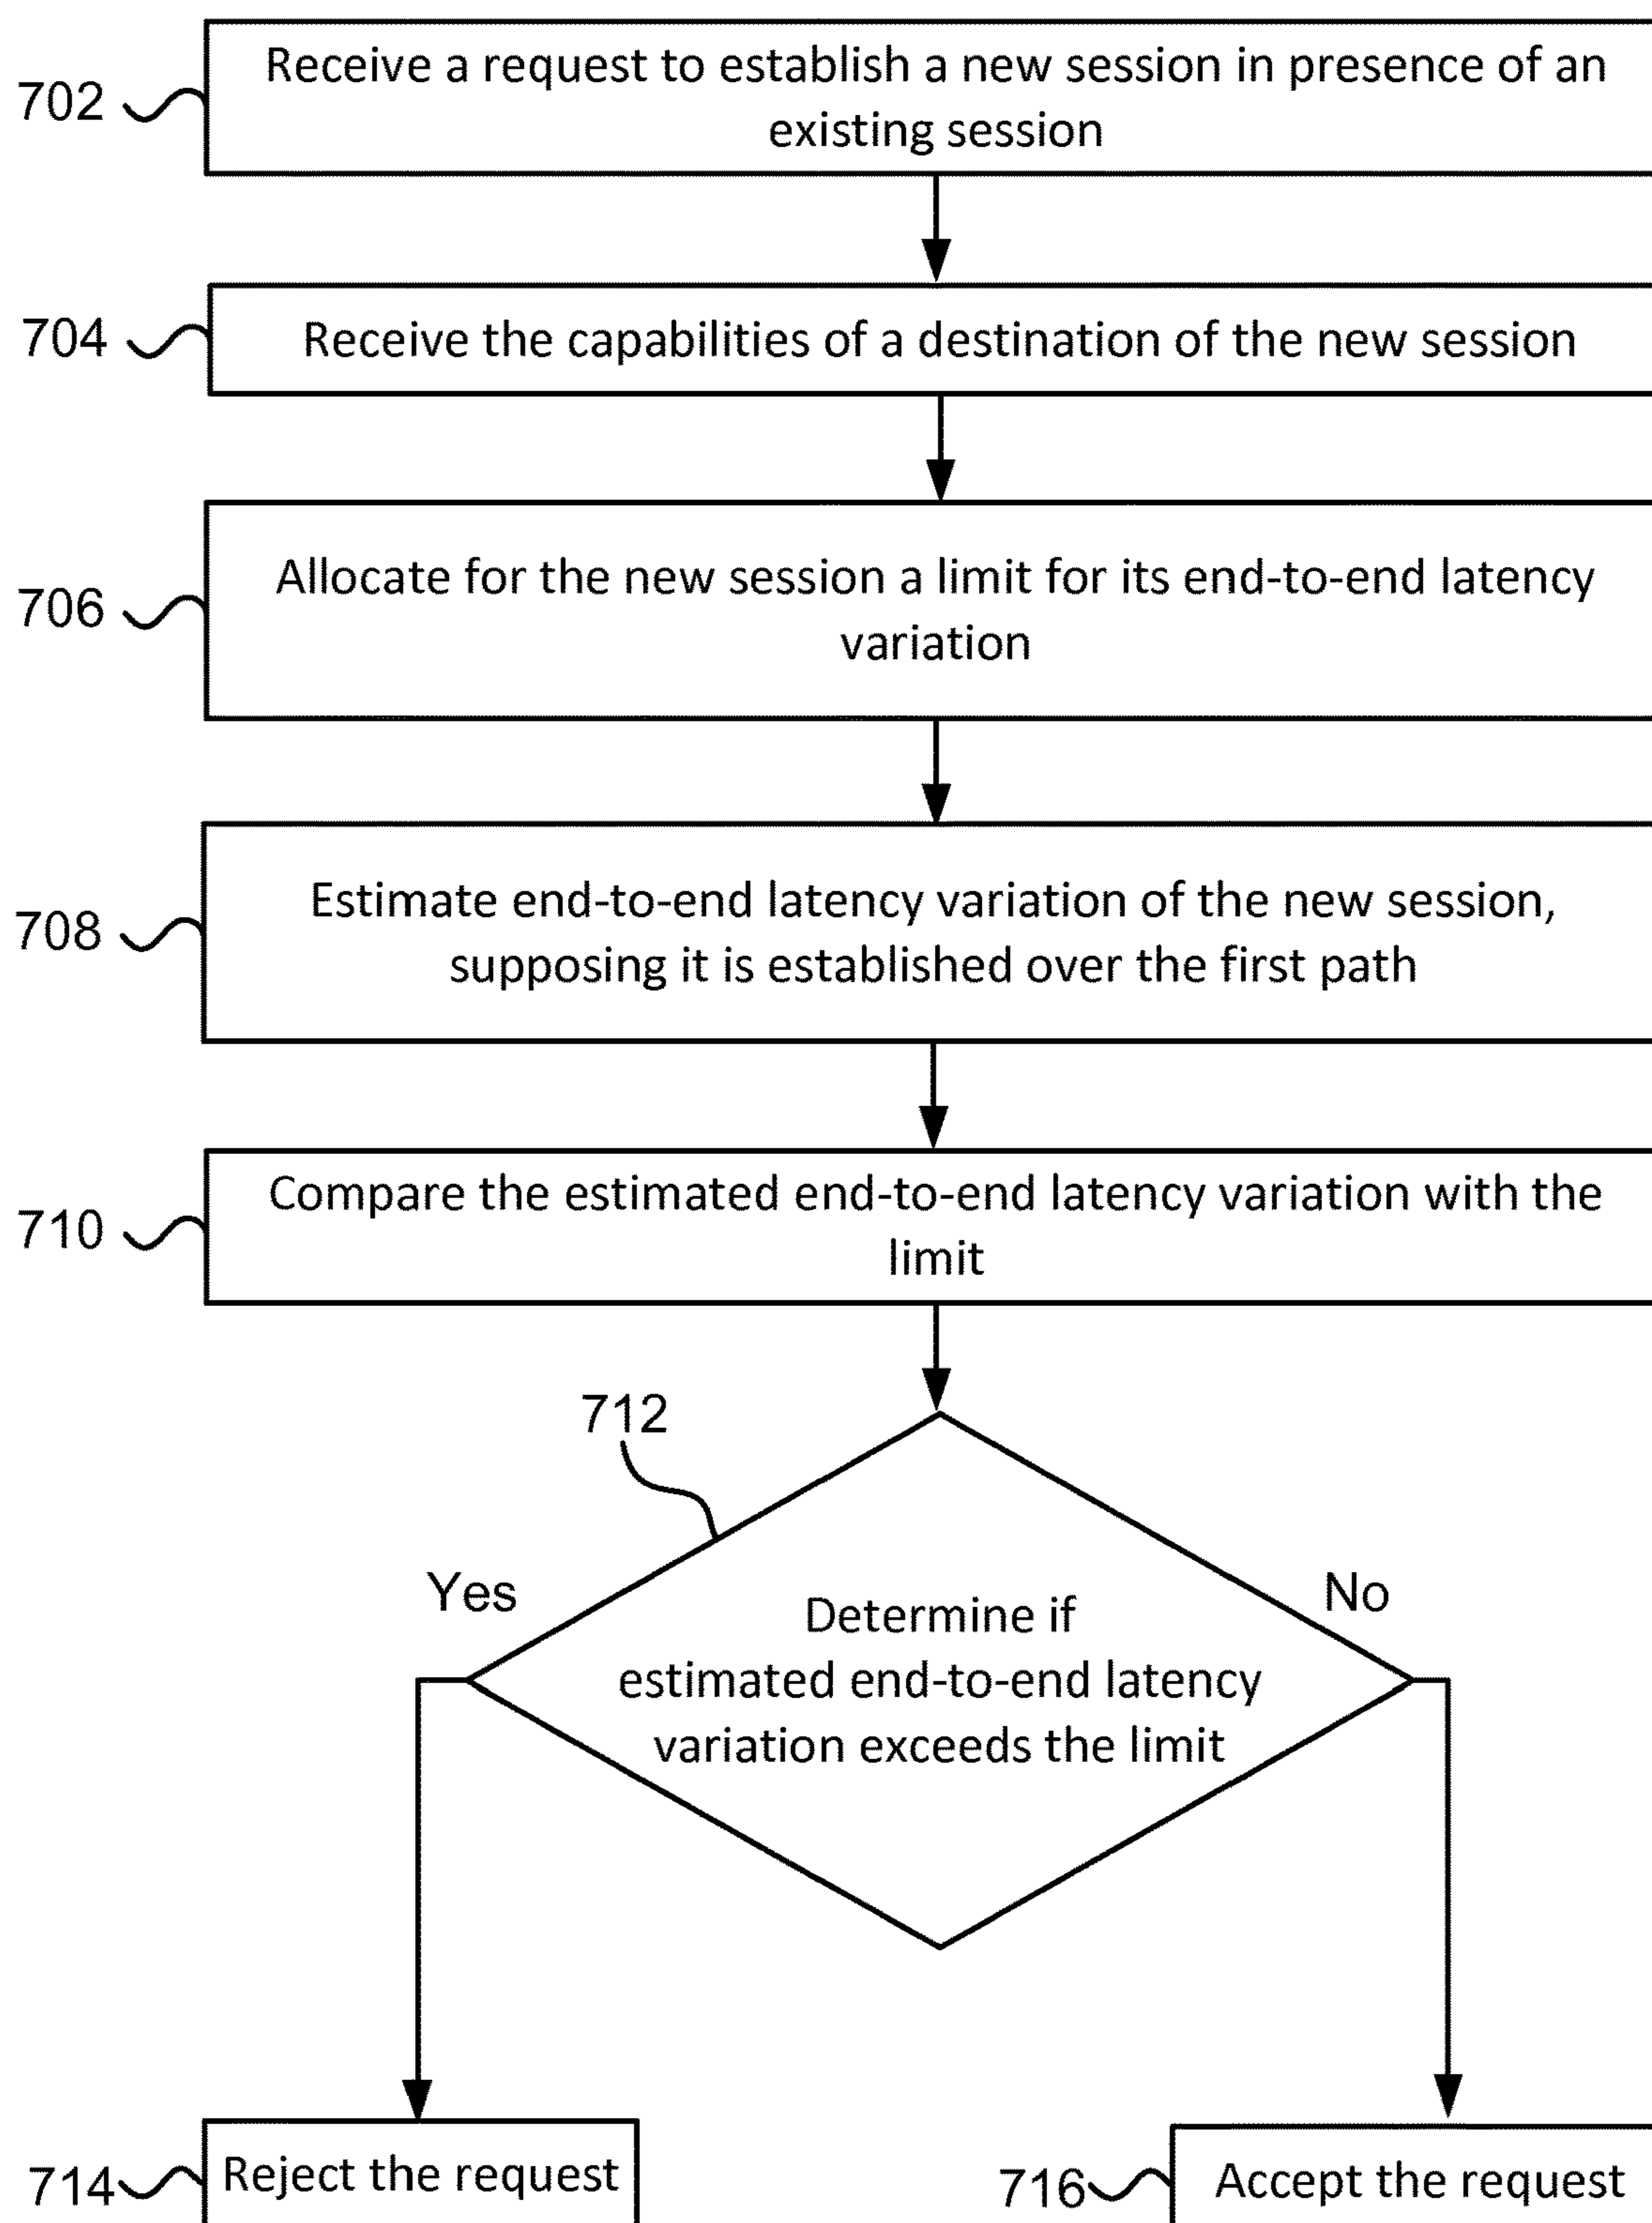 702
Receive a request to establish a new session in presence of an
existing session
704
Receive the capabilities of a destination of the new session
706
Allocate for the new session a limit for its end-to-end latency
variation
708
Estimate end-to-end latency variation of the new session,
supposing it is established over the first path
710
Compare the estimated end-to-end latency variation with the
limit
712
Yes
No
Determine if
estimated end-to-end latency
variation exceeds the limit
714
Reject the request
716
Accept the request